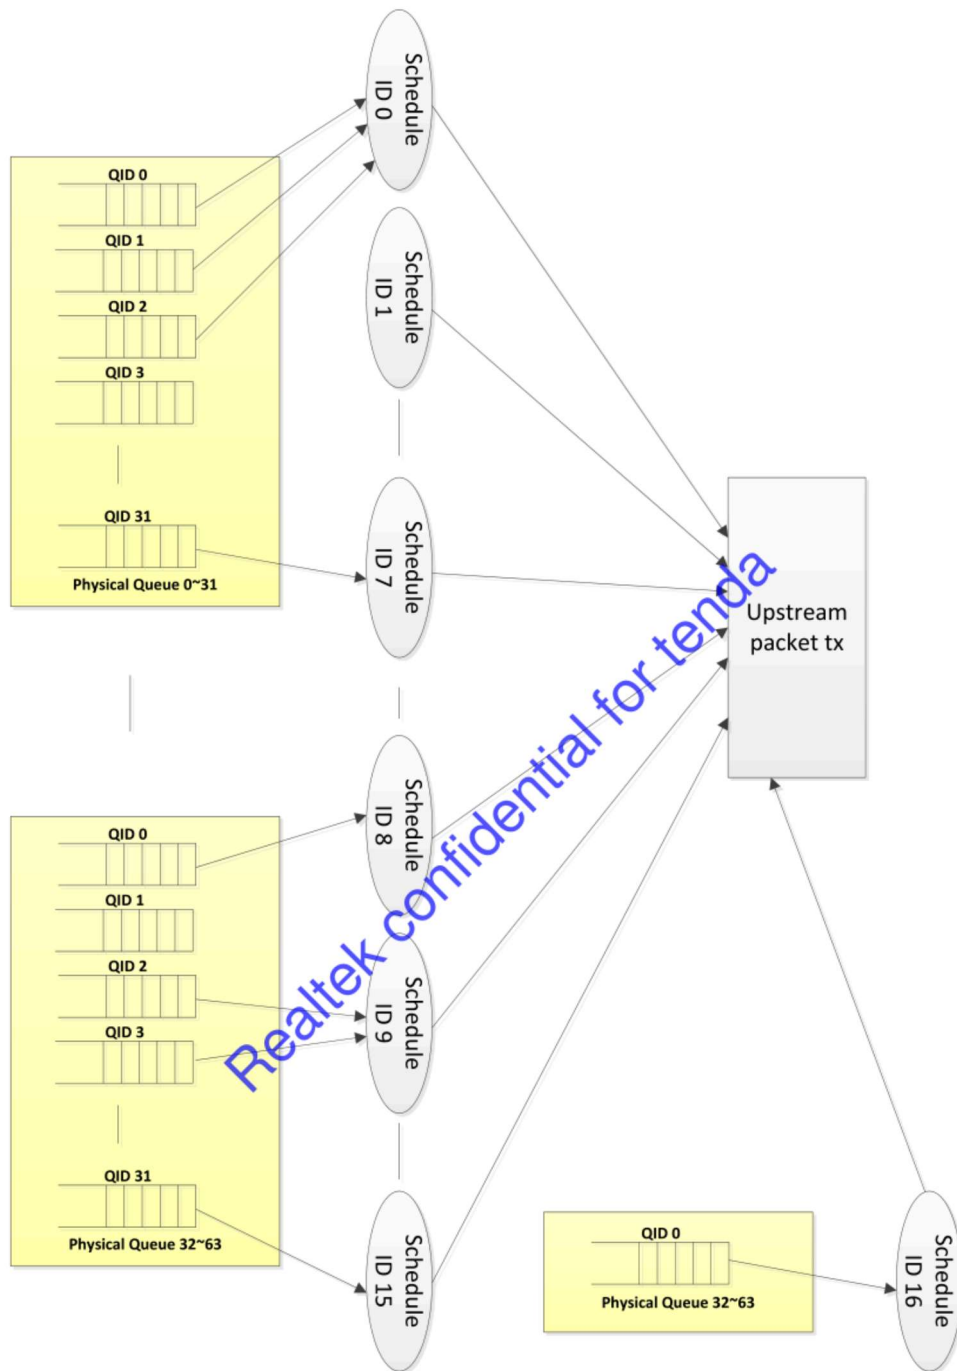 Schedule
ID 0
QID 0
QID 1
QID 2
QID 3
QID 31
Physical Queue 0~31
Schedule
ID 1
Schedule
ID 7
Upstream
packet tx
Schedule
ID 8
QID 0
QID 1
QID 2
QID 3
QID 31
Physical Queue 32~63
Schedule
ID 9
Schedule
ID 15
QID 0
Physical Queue 32~63
Schedule
ID 16
Realtek confidential for tenda